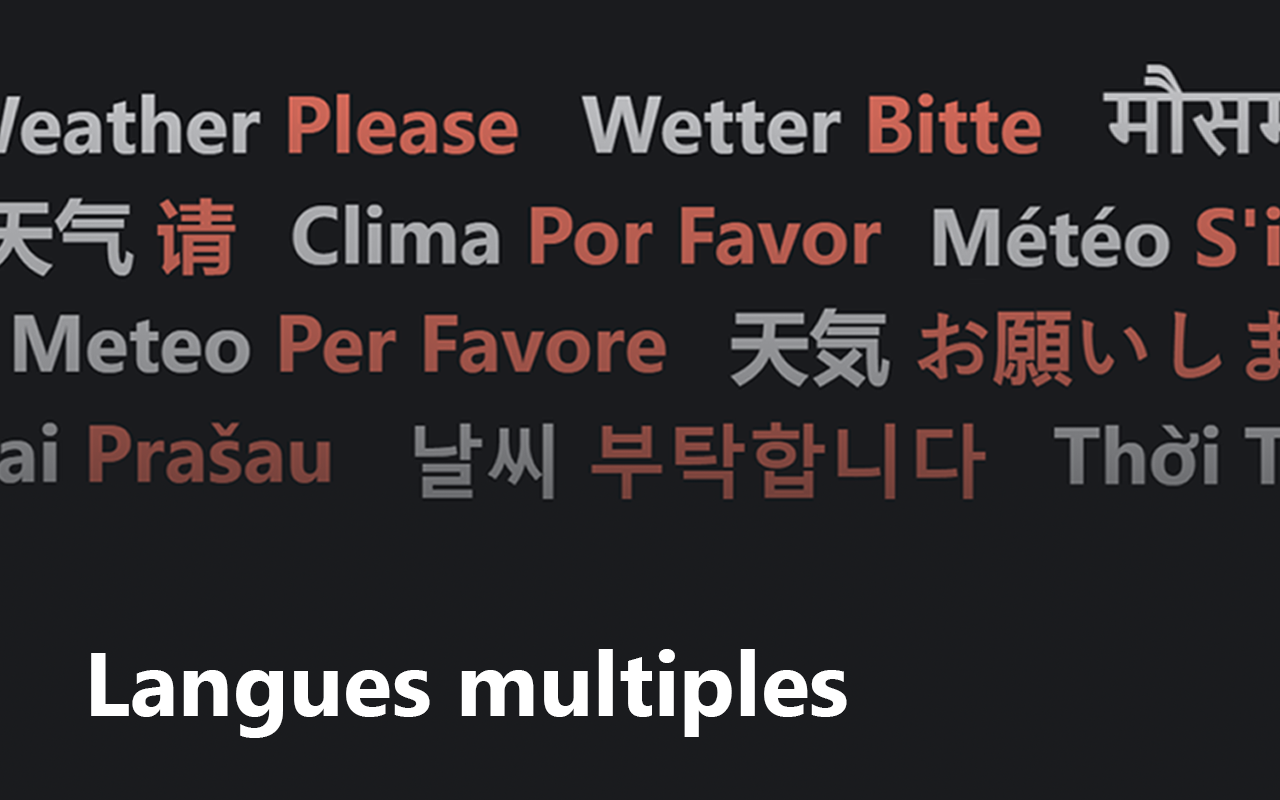 Weather Please Wetter Bitte मौसम
天气 请 Clima Por Favor Météo S'i
Meteo Per Favore 天気 お願いしま
ai Prašau 날씨 부탁합니다 Thời T
Langues multiples